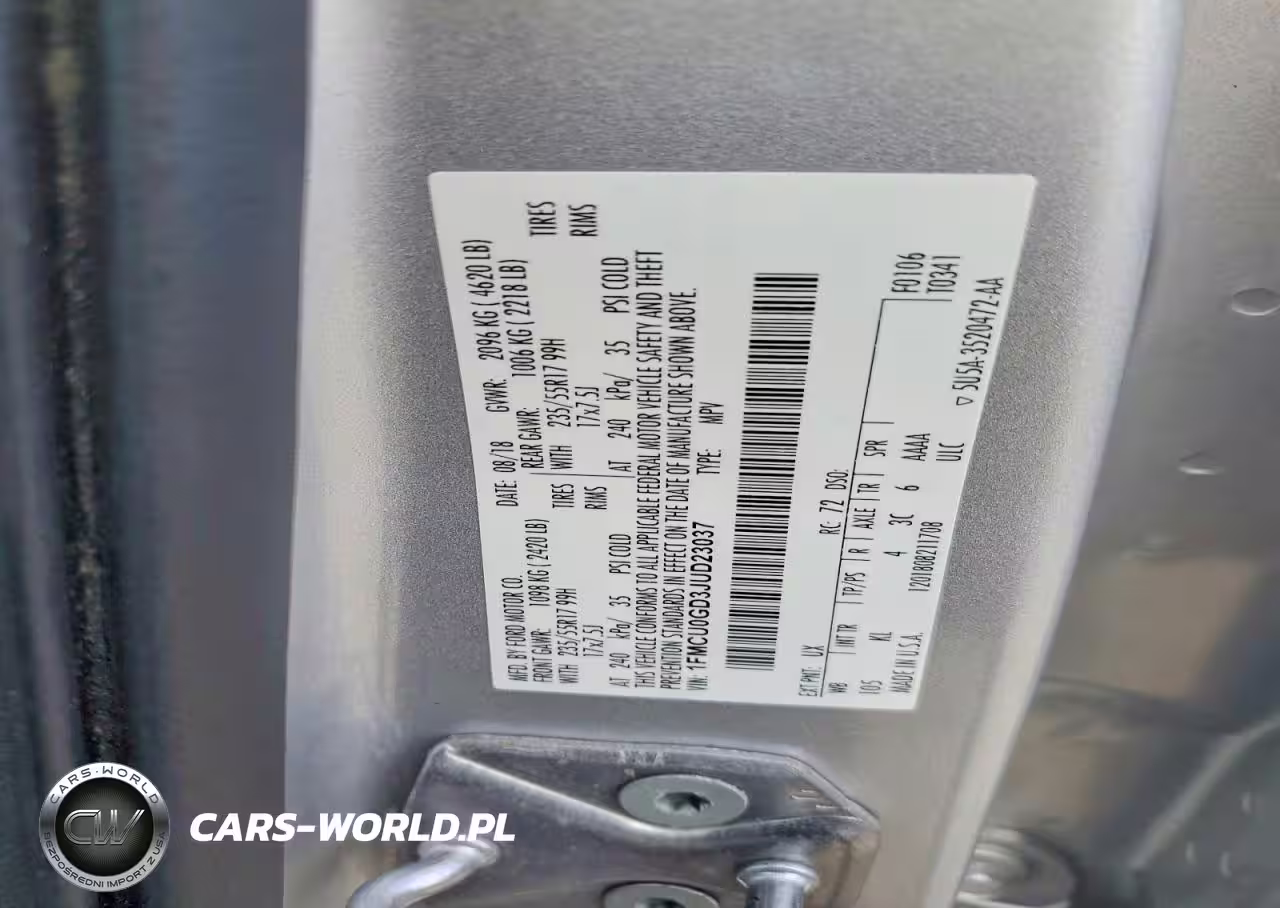 MFD. BY FORD MOTOR CO.
DATE: 08/18 GVWR: 2096 KG ( 4620 LB)
FRONT GAWR: 1098 KG ( 2420 LB) REAR GAWR: 1006 KG ( 2218 LB)
WITH 235/55R17 99H TIRES WITH 235/55R17 99H TIRES
17x7.5J RIMS 17x7.5J RIMS
AT 240 kPa/ 35 PSI COLD AT 240 kPa/ 35 PSI COLD
THIS VEHICLE CONFORMS TO ALL APPLICABLE FEDERAL MOTOR VEHICLE SAFETY AND THEFT
PREVENTION STANDARDS IN EFFECT ON THE DATE OF MANUFACTURE SHOWN ABOVE.
VIN: 1FMCU0GD3JUD23037 TYPE: MPV
EXT PNT: UX RC: 72 DSO:
WB INT TR TP/PS R AXLE TR SPR F0106
T0341
105 KL 4 3C 6 AAAA
MADE IN U.S.A. 120180821708 ULC
▽ 5U5A-3520472-AA
CARS-WORLD
CW
BEZPOŚREDNI IMPORT Z USA
CARS-WORLD.PL